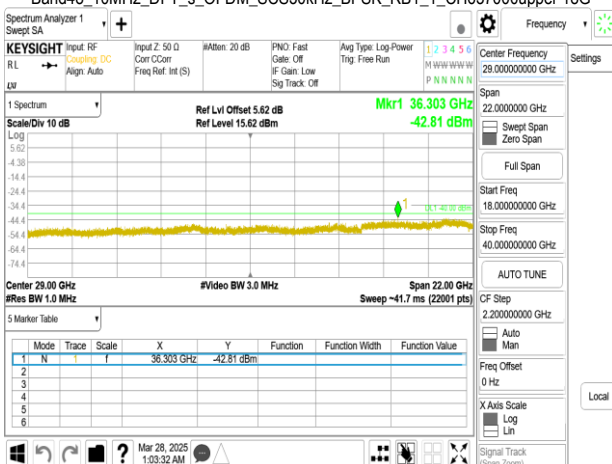 Band48_10MHz_DFT_s_OFDM_SCS30kHz_BPSK_RB1_1_CH657000upper 18G
Spectrum Analyzer 1
Swept SA
Frequency
KEYSIGHT
RL
LXI
Input: RF
Coupling: DC
Align: Auto
Input Z: 50 Ω
Corr CCorr
Freq Ref: Int (S)
#Atten: 20 dB
PNO: Fast
Gate: Off
IF Gain: Low
Sig Track: Off
Avg Type: Log-Power
Trig: Free Run
1 2 3 4 5 6
M W W W W W
P N N N N N
Center Frequency
29.000000000 GHz
Settings
Span
22.0000000 GHz
Swept Span
Zero Span
Full Span
Start Freq
18.000000000 GHz
Stop Freq
40.000000000 GHz
AUTO TUNE
CF Step
2.200000000 GHz
Auto
Man
Freq Offset
0 Hz
X Axis Scale
Log
Lin
Local
Signal Track
(Span Zoom)
1 Spectrum
Scale/Div 10 dB
Ref Lvl Offset 5.62 dB
Ref Level 15.62 dBm
Mkr1 36.303 GHz
-42.81 dBm
Log
5.62
-4.38
-14.4
-24.4
-34.4
-44.4
-54.4
-64.4
-74.4
1
DL1 -40.00 dBm
Center 29.00 GHz
#Res BW 1.0 MHz
#Video BW 3.0 MHz
Span 22.00 GHz
Sweep ~41.7 ms (22001 pts)
5 Marker Table
Mode Trace Scale X Y Function Function Width Function Value
1 N 1 f 36.303 GHz -42.81 dBm
2
3
4
5
6
Mar 28, 2025
1:03:32 AM